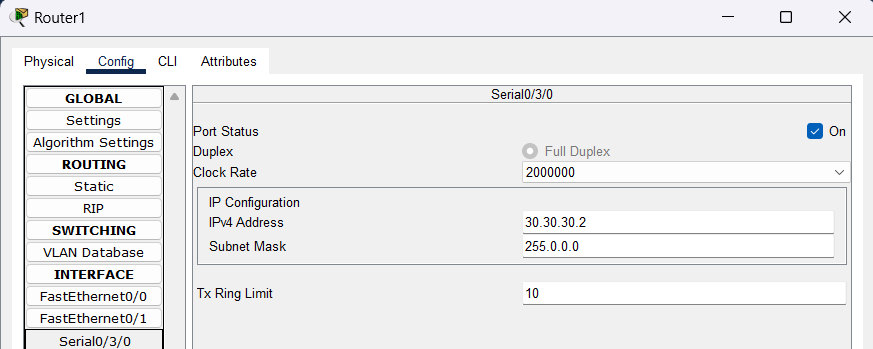 Router1
Physical Config CLI Attributes
GLOBAL
Settings
Algorithm Settings
ROUTING
Static
RIP
SWITCHING
VLAN Database
INTERFACE
FastEthernet0/0
FastEthernet0/1
Serial0/3/0
Serial0/3/0
Port Status On
Duplex Full Duplex
Clock Rate 2000000
IP Configuration
IPv4 Address 30.30.30.2
Subnet Mask 255.0.0.0
Tx Ring Limit 10